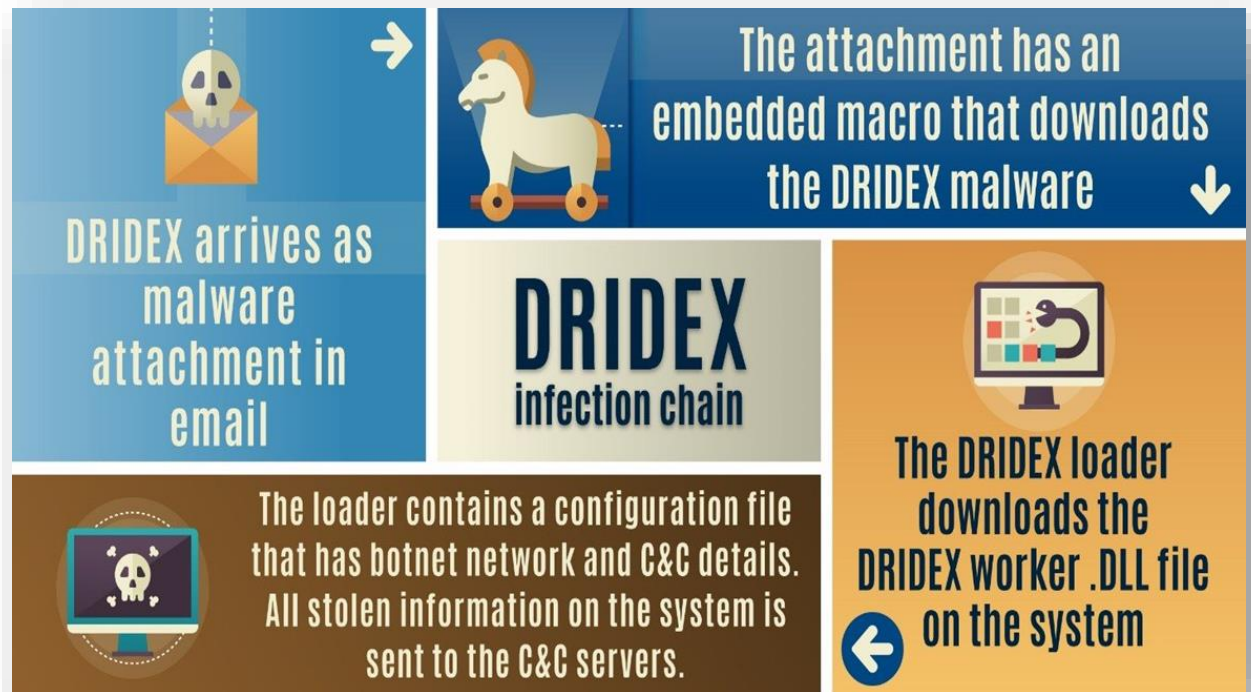 DRIDEX arrives as
malware
attachment in
email
The attachment has an
embedded macro that downloads
the DRIDEX malware
DRIDEX
infection chain
The DRIDEX loader
downloads the
DRIDEX worker .DLL file
on the system
The loader contains a configuration file
that has botnet network and C&C details.
All stolen information on the system is
sent to the C&C servers.